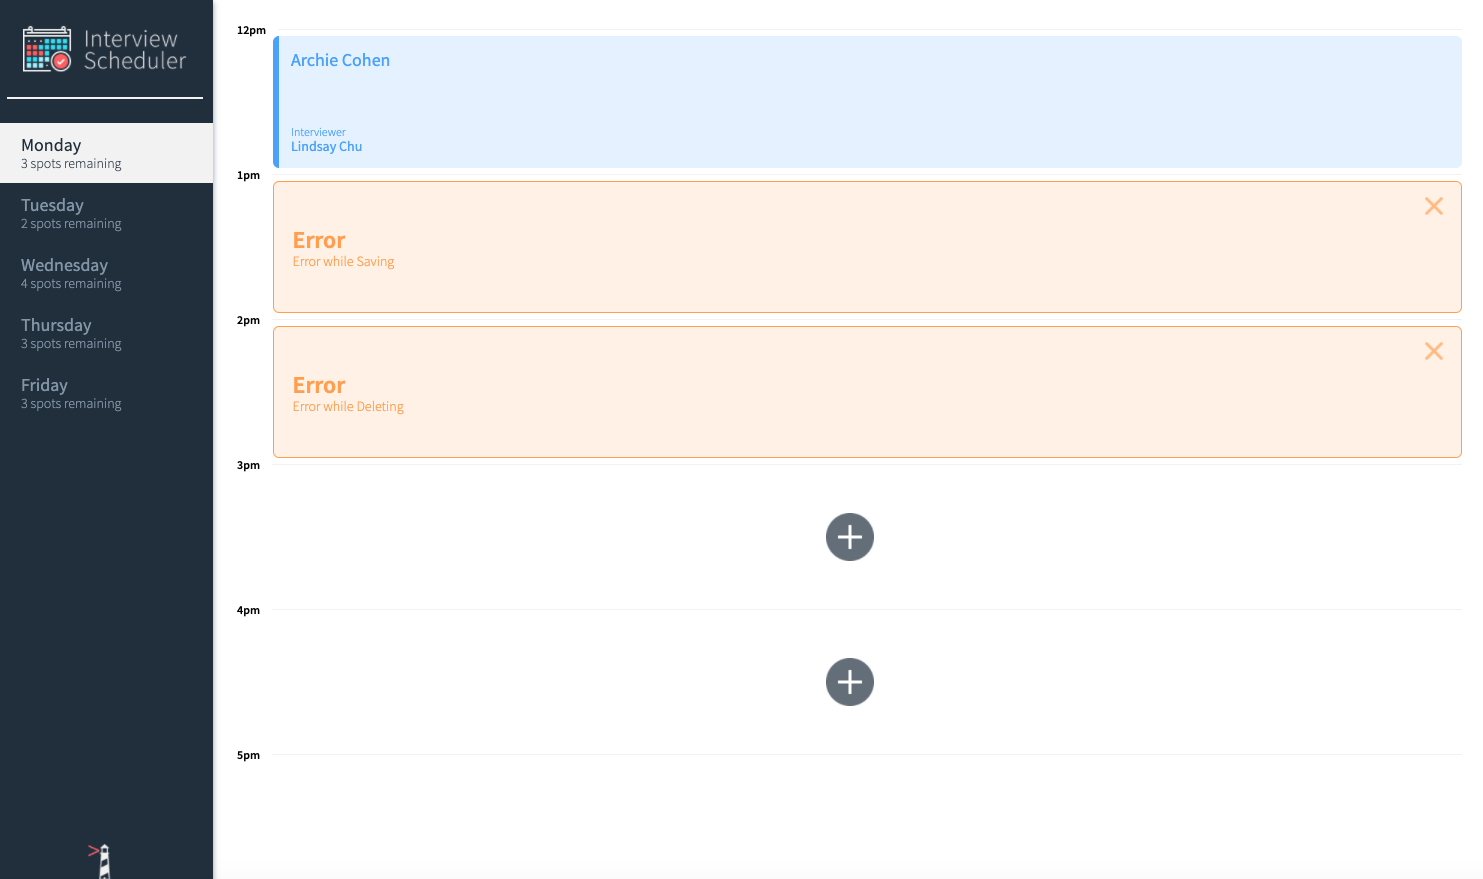 Interview
Scheduler
Monday
3 spots remaining
Tuesday
2 spots remaining
Wednesday
4 spots remaining
Thursday
3 spots remaining
Friday
3 spots remaining
12pm
Archie Cohen
Interviewer
Lindsay Chu
1pm
Error
Error while Saving
2pm
Error
Error while Deleting
3pm
4pm
5pm